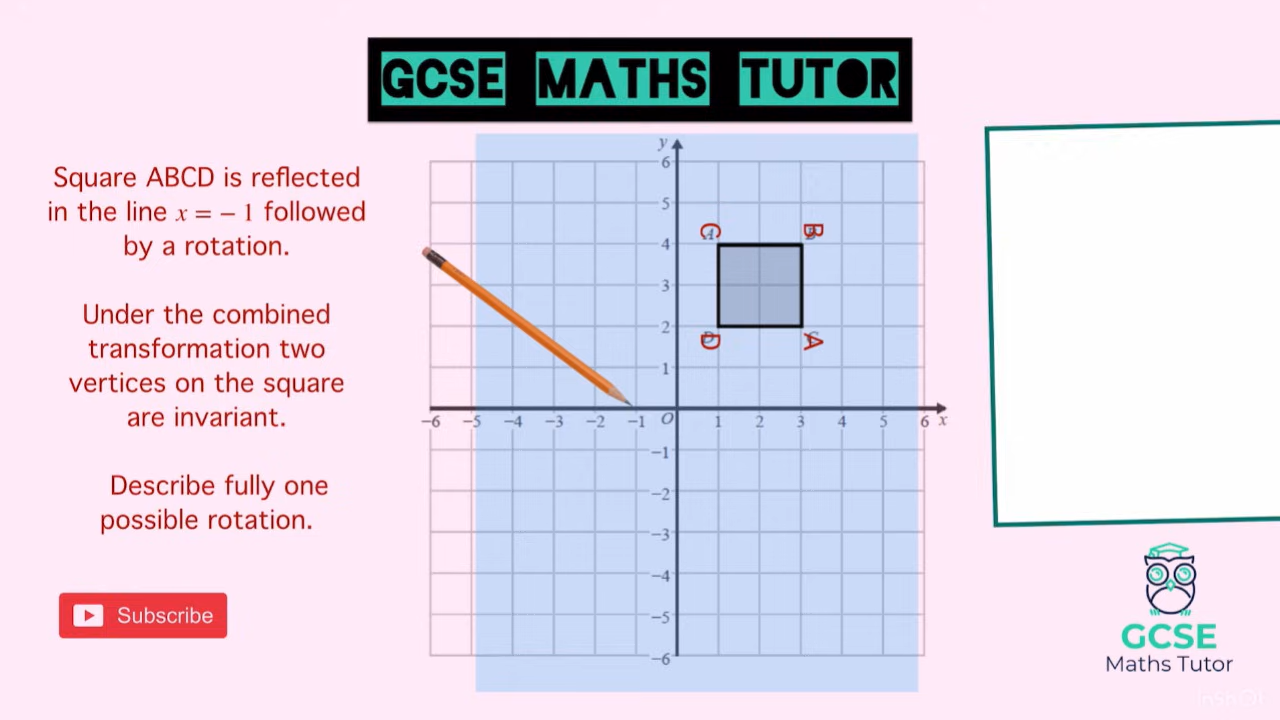 GCSE MATHS TUTOR
Square ABCD is reflected
in the line x = − 1 followed
by a rotation.
Under the combined
transformation two
vertices on the square
are invariant.
Describe fully one
possible rotation.
Subscribe
y
6
5
4
3
2
1
−6 −5 −4 −3 −2 −1 O 1 2 3 4 5 6 x
−1
−2
−3
−4
−5
−6
C B
D A
GCSE
Maths Tutor
InShOt